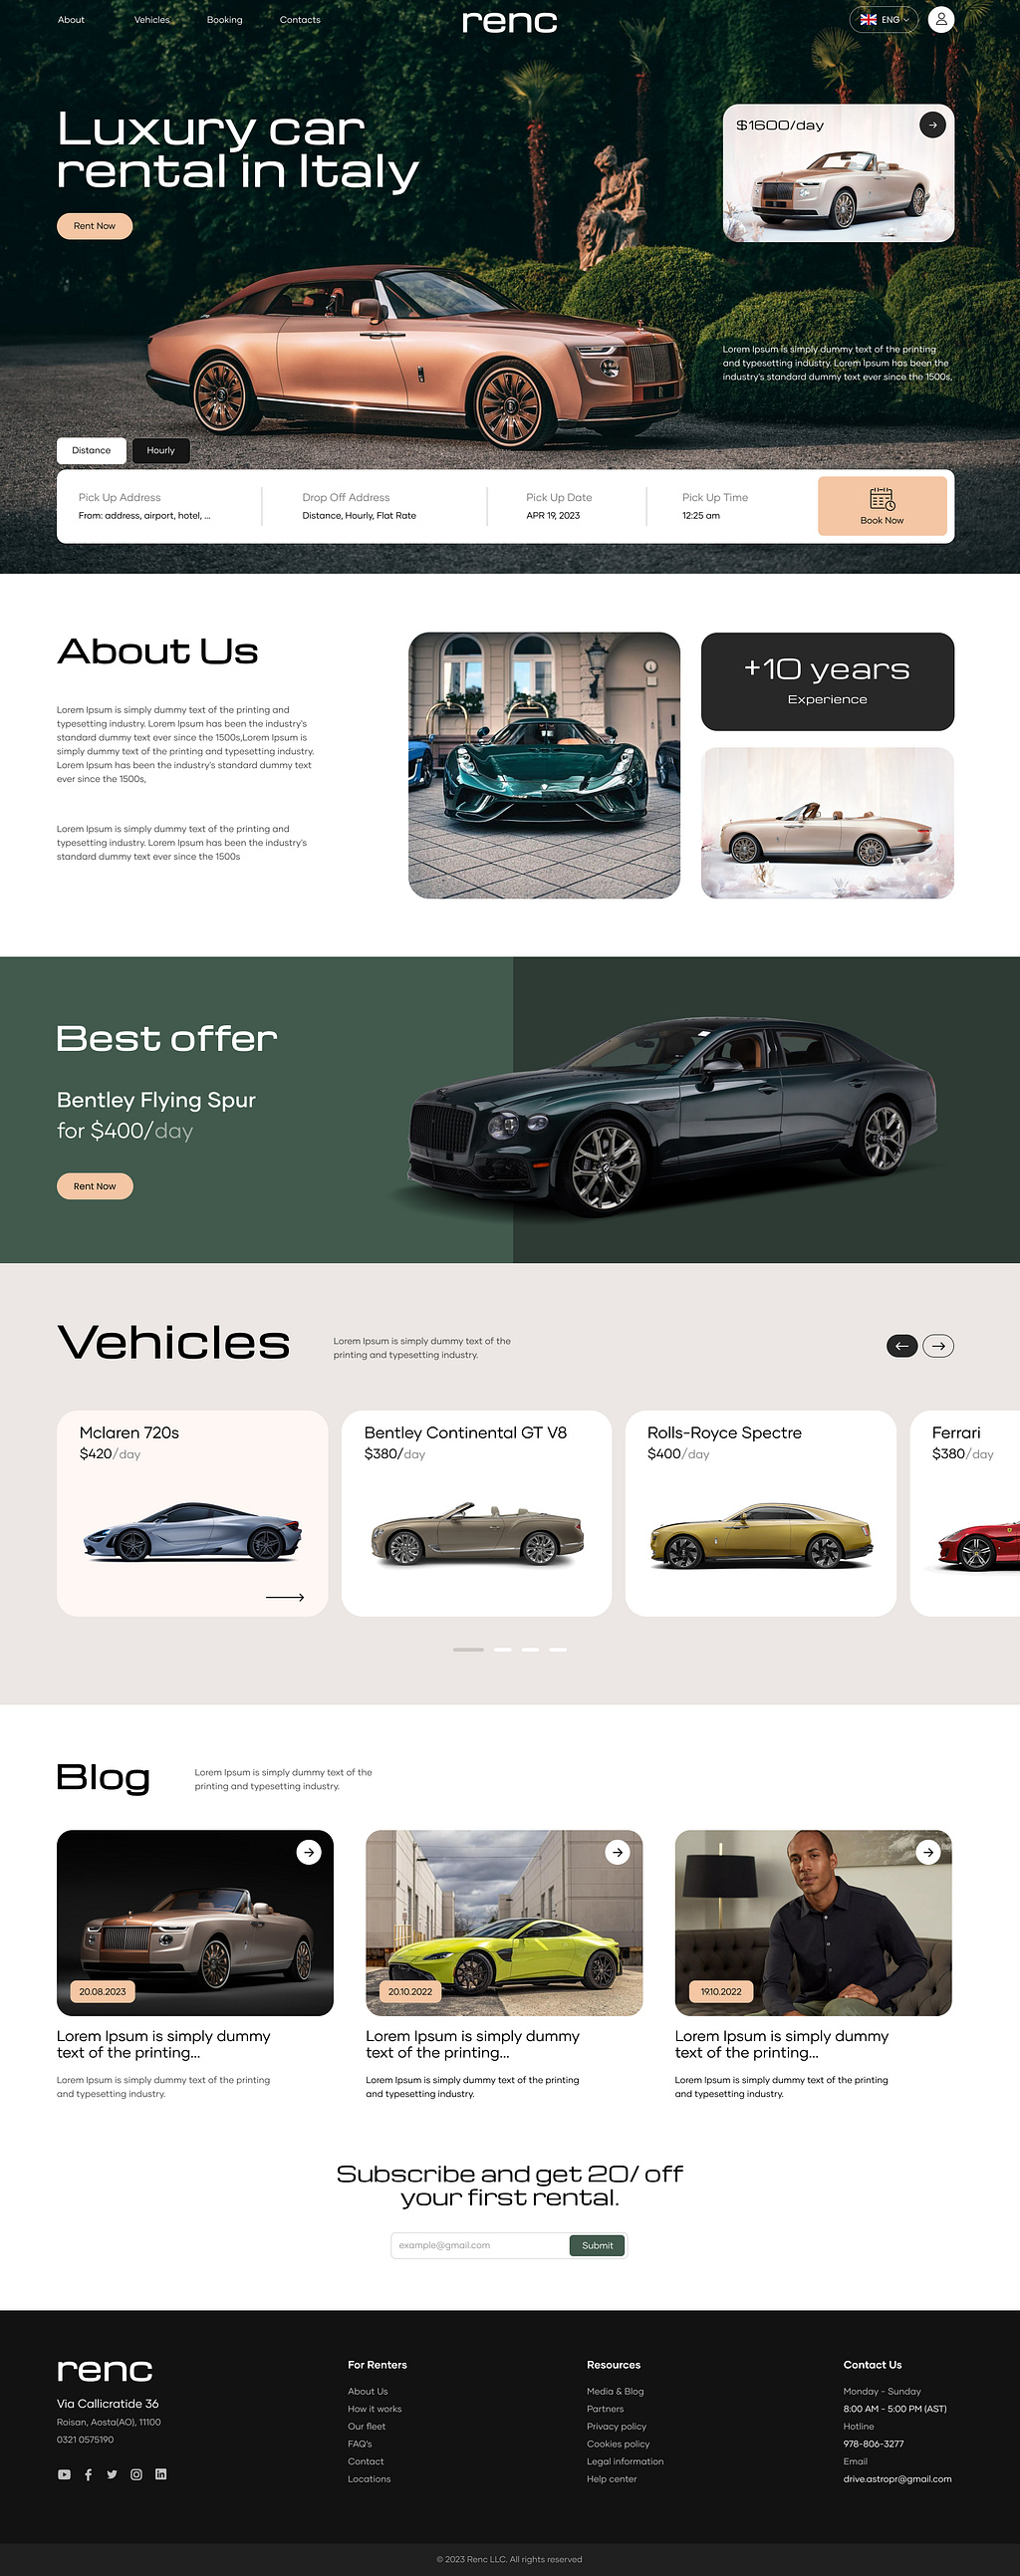 About
Vehicles
Booking
Contacts
renc
ENG
Luxury car
rental in Italy
Rent Now
$1600/day
Lorem Ipsum is simply dummy text of the printing
and typesetting industry. Lorem Ipsum has been the
industry's standard dummy text ever since the 1500s,
Distance
Hourly
Pick Up Address
From: address, airport, hotel, ...
Drop Off Address
Distance, Hourly, Flat Rate
Pick Up Date
APR 19, 2023
Pick Up Time
12:25 am
Book Now
About Us
Lorem Ipsum is simply dummy text of the printing and
typesetting industry. Lorem Ipsum has been the industry's
standard dummy text ever since the 1500s,Lorem Ipsum is
simply dummy text of the printing and typesetting industry.
Lorem Ipsum has been the industry's standard dummy text
ever since the 1500s,
Lorem Ipsum is simply dummy text of the printing and
typesetting industry. Lorem Ipsum has been the industry's
standard dummy text ever since the 1500s
+10 years
Experience
Best offer
Bentley Flying Spur
for $400/day
Rent Now
Vehicles
Lorem Ipsum is simply dummy text of the
printing and typesetting industry.
Mclaren 720s
$420/day
Bentley Continental GT V8
$380/day
Rolls-Royce Spectre
$400/day
Ferrari
$380/day
Blog
Lorem Ipsum is simply dummy text of the
printing and typesetting industry.
20.08.2023
Lorem Ipsum is simply dummy
text of the printing...
Lorem Ipsum is simply dummy text of the printing
and typesetting industry.
20.10.2022
Lorem Ipsum is simply dummy
text of the printing...
Lorem Ipsum is simply dummy text of the printing
and typesetting industry.
19.10.2022
Lorem Ipsum is simply dummy
text of the printing...
Lorem Ipsum is simply dummy text of the printing
and typesetting industry.
Subscribe and get 20/ off
your first rental.
example@gmail.com
Submit
renc
Via Callicratide 36
Roisan, Aosta(AO), 11100
0321 0575190
For Renters
About Us
How it works
Our fleet
FAQ's
Contact
Locations
Resources
Media & Blog
Partners
Privacy policy
Cookies policy
Legal information
Help center
Contact Us
Monday - Sunday
8:00 AM - 5:00 PM (AST)
Hotline
978-806-3277
Email
drive.astropr@gmail.com
© 2023 Renc LLC. All rights reserved